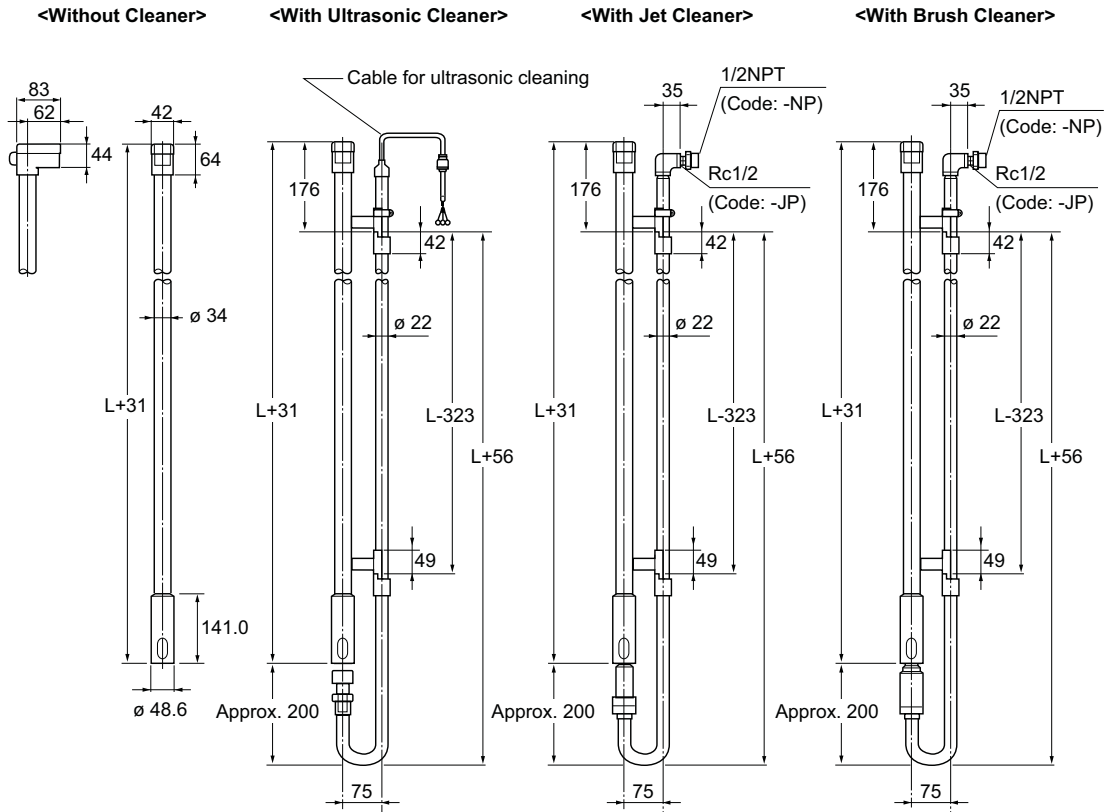 <Without Cleaner>
83
62
42
44
64
ø 34
L+31
141.0
ø 48.6
<With Ultrasonic Cleaner>
Cable for ultrasonic cleaning
176
42
ø 22
L+31
L-323
L+56
49
Approx. 200
75
<With Jet Cleaner>
35
1/2NPT
(Code: -NP)
Rc1/2
(Code: -JP)
176
42
ø 22
L+31
L-323
L+56
49
Approx. 200
75
<With Brush Cleaner>
35
1/2NPT
(Code: -NP)
Rc1/2
(Code: -JP)
176
42
ø 22
L+31
L-323
L+56
49
Approx. 200
75